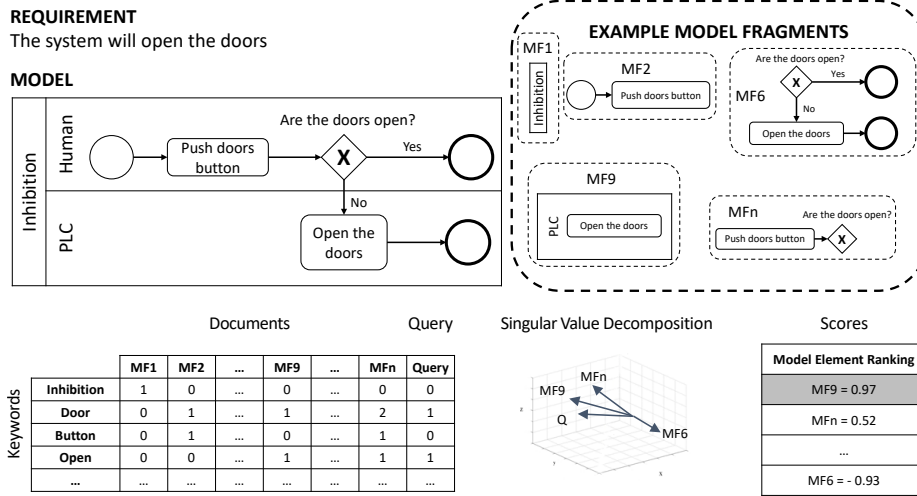 REQUIREMENT
The system will open the doors
MODEL
Inhibition
Human
Push doors
button
Are the doors open?
X
Yes
No
PLC
Open the
doors
EXAMPLE MODEL FRAGMENTS
MF1
Inhibition
MF2
Push doors button
MF6
Are the doors open?
X
Yes
No
Open the doors
MF9
PLC
Open the doors
MFn
Are the doors open?
Push doors button
X
Documents
Query
Keywords
MF1 MF2 ... MF9 ... MFn Query
Inhibition 1 0 ... 0 ... 0 0
Door 0 1 ... 1 ... 2 1
Button 0 1 ... 0 ... 1 0
Open 0 0 ... 1 ... 1 1
... ... ... ... ... ... ... ...
Singular Value Decomposition
MFn
MF9
Q
MF6
z
Y
X
Scores
Model Element Ranking
MF9 = 0.97
MFn = 0.52
...
MF6 = - 0.93